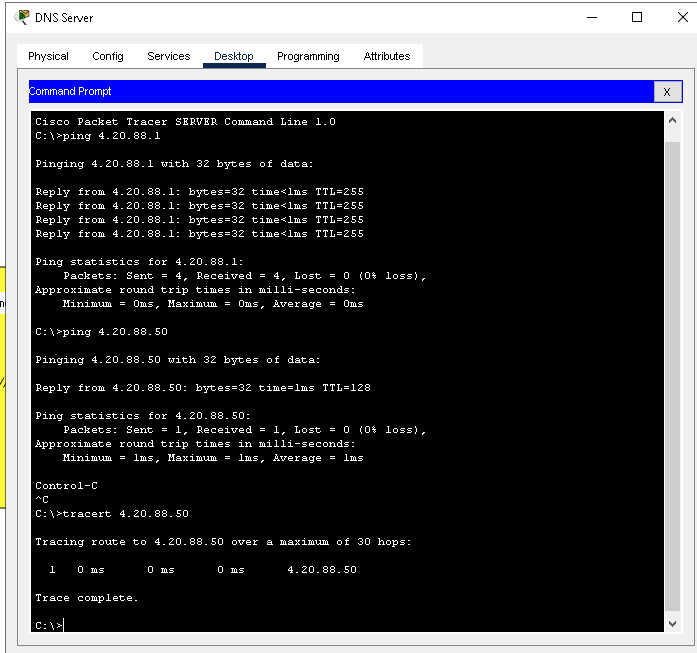 DNS Server
Physical Config Services Desktop Programming Attributes
Command Prompt X
Cisco Packet Tracer SERVER Command Line 1.0
C:\>ping 4.20.88.1
Pinging 4.20.88.1 with 32 bytes of data:
Reply from 4.20.88.1: bytes=32 time<1ms TTL=255
Reply from 4.20.88.1: bytes=32 time<1ms TTL=255
Reply from 4.20.88.1: bytes=32 time<1ms TTL=255
Reply from 4.20.88.1: bytes=32 time<1ms TTL=255
Ping statistics for 4.20.88.1:
Packets: Sent = 4, Received = 4, Lost = 0 (0% loss),
Approximate round trip times in milli-seconds:
Minimum = 0ms, Maximum = 0ms, Average = 0ms
C:\>ping 4.20.88.50
Pinging 4.20.88.50 with 32 bytes of data:
Reply from 4.20.88.50: bytes=32 time=1ms TTL=128
Ping statistics for 4.20.88.50:
Packets: Sent = 1, Received = 1, Lost = 0 (0% loss),
Approximate round trip times in milli-seconds:
Minimum = 1ms, Maximum = 1ms, Average = 1ms
Control-C
^C
C:\>tracert 4.20.88.50
Tracing route to 4.20.88.50 over a maximum of 30 hops:
1 0 ms 0 ms 0 ms 4.20.88.50
Trace complete.
C:\>